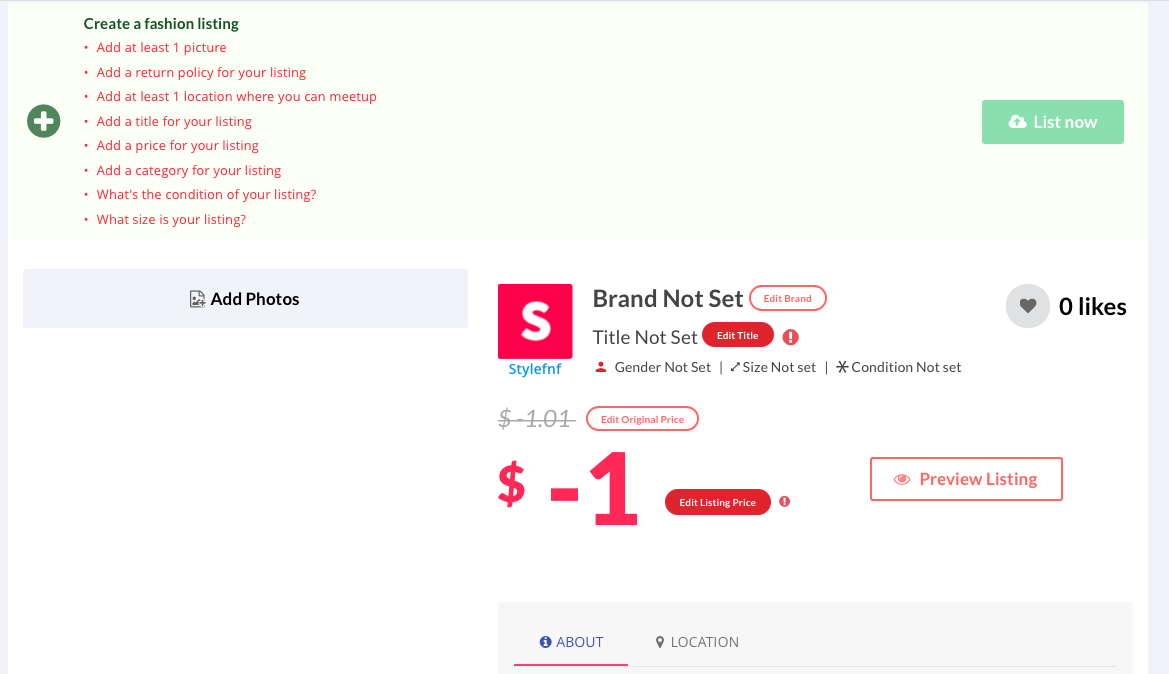 Create a fashion listing
• Add at least 1 picture
• Add a return policy for your listing
• Add at least 1 location where you can meetup
• Add a title for your listing
• Add a price for your listing
• Add a category for your listing
• What's the condition of your listing?
• What size is your listing?
List now
Add Photos
S
Stylefnf
Brand Not Set Edit Brand
Title Not Set Edit Title
Gender Not Set | Size Not set | Condition Not set
0 likes
$ -1.01 Edit Original Price
$ -1 Edit Listing Price
Preview Listing
ABOUT LOCATION